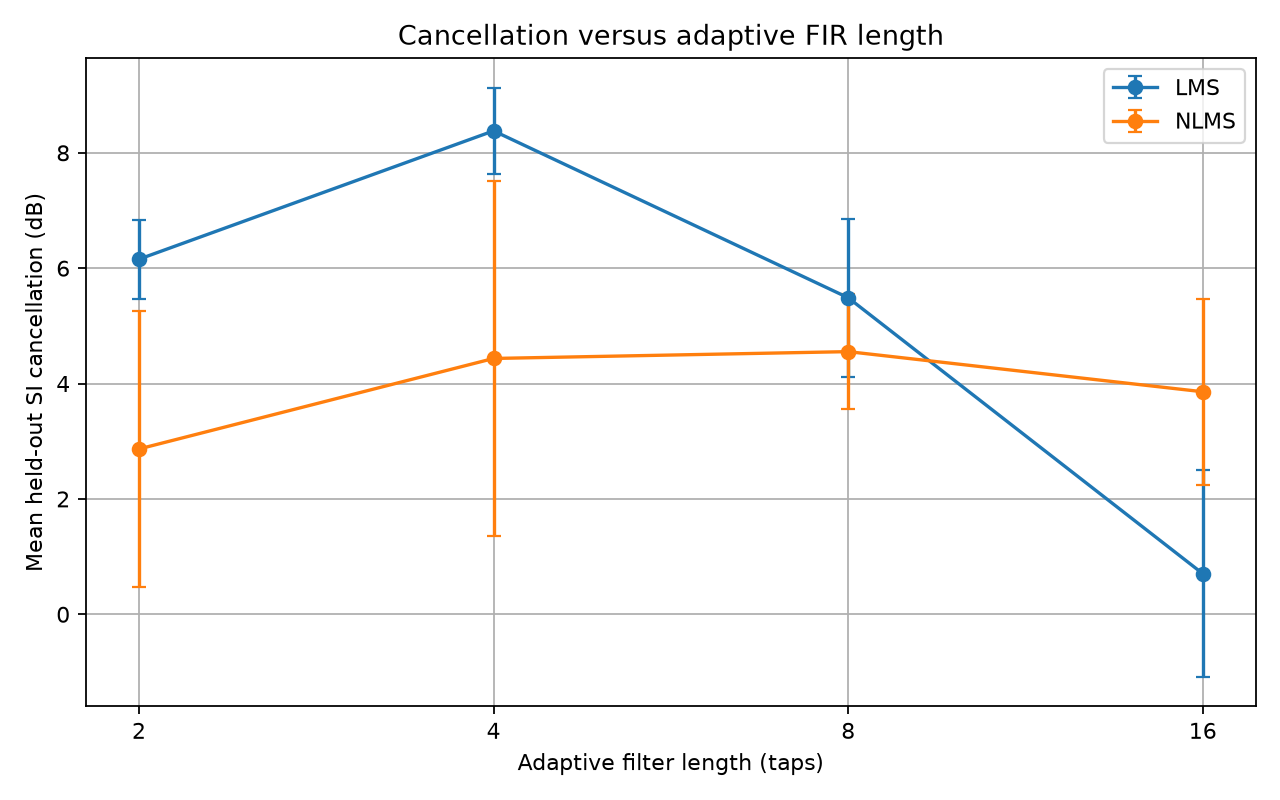 Cancellation versus adaptive FIR length
LMS
NLMS
Mean held-out SI cancellation (dB)
8
6
4
2
0
2
4
8
16
Adaptive filter length (taps)